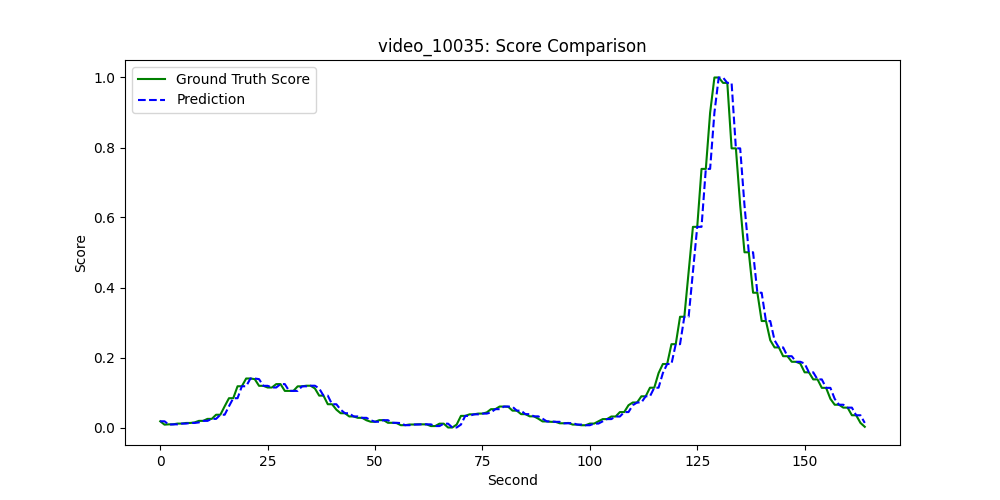 video_10035: Score Comparison
Ground Truth Score
Prediction
1.0
0.8
0.6
0.4
0.2
0.0
Score
0 25 50 75 100 125 150
Second